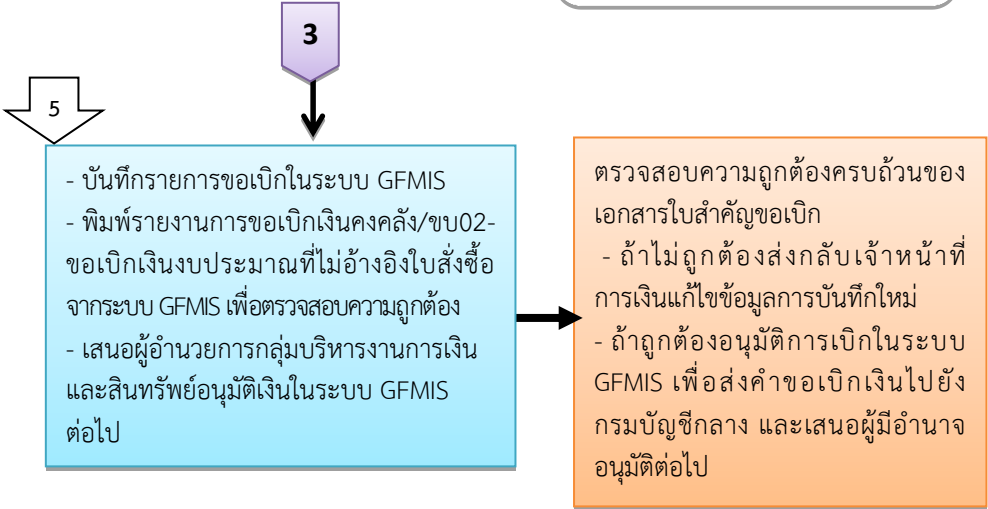 3
5
- บันทึกรายการขอเบิกในระบบ GFMIS
- พิมพ์รายงานการขอเบิกเงินคงคลัง/ขบ02-
ขอเบิกเงินงบประมาณที่ไม่อ้างอิงใบสั่งซื้อ
จากระบบ GFMIS เพื่อตรวจสอบความถูกต้อง
- เสนอผู้อำนวยการกลุ่มบริหารงานการเงิน
และสินทรัพย์อนุมัติเงินในระบบ GFMIS
ต่อไป
ตรวจสอบความถูกต้องครบถ้วนของ
เอกสารใบสำคัญขอเบิก
- ถ้าไม่ถูกต้องส่งกลับเจ้าหน้าที่
การเงินแก้ไขข้อมูลการบันทึกใหม่
- ถ้าถูกต้องอนุมัติการเบิกในระบบ
GFMIS เพื่อส่งคำขอเบิกเงินไปยัง
กรมบัญชีกลาง และเสนอผู้มีอำนาจ
อนุมัติต่อไป